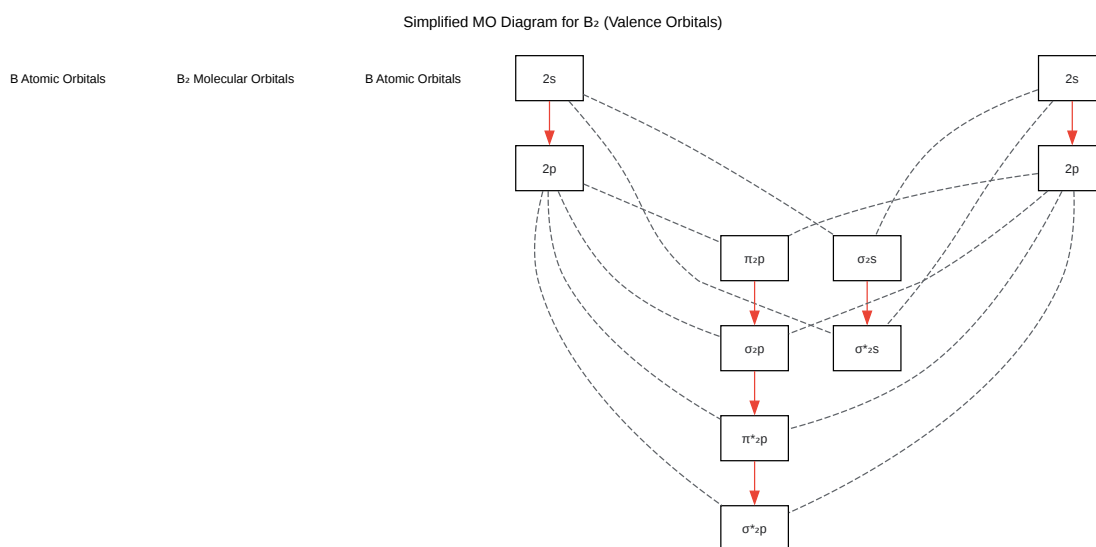 Simplified MO Diagram for B₂ (Valence Orbitals)
B Atomic Orbitals
B₂ Molecular Orbitals
B Atomic Orbitals
2s
2s
2p
2p
π₂p
σ₂s
σ₂p
σ*₂s
π*₂p
σ*₂p